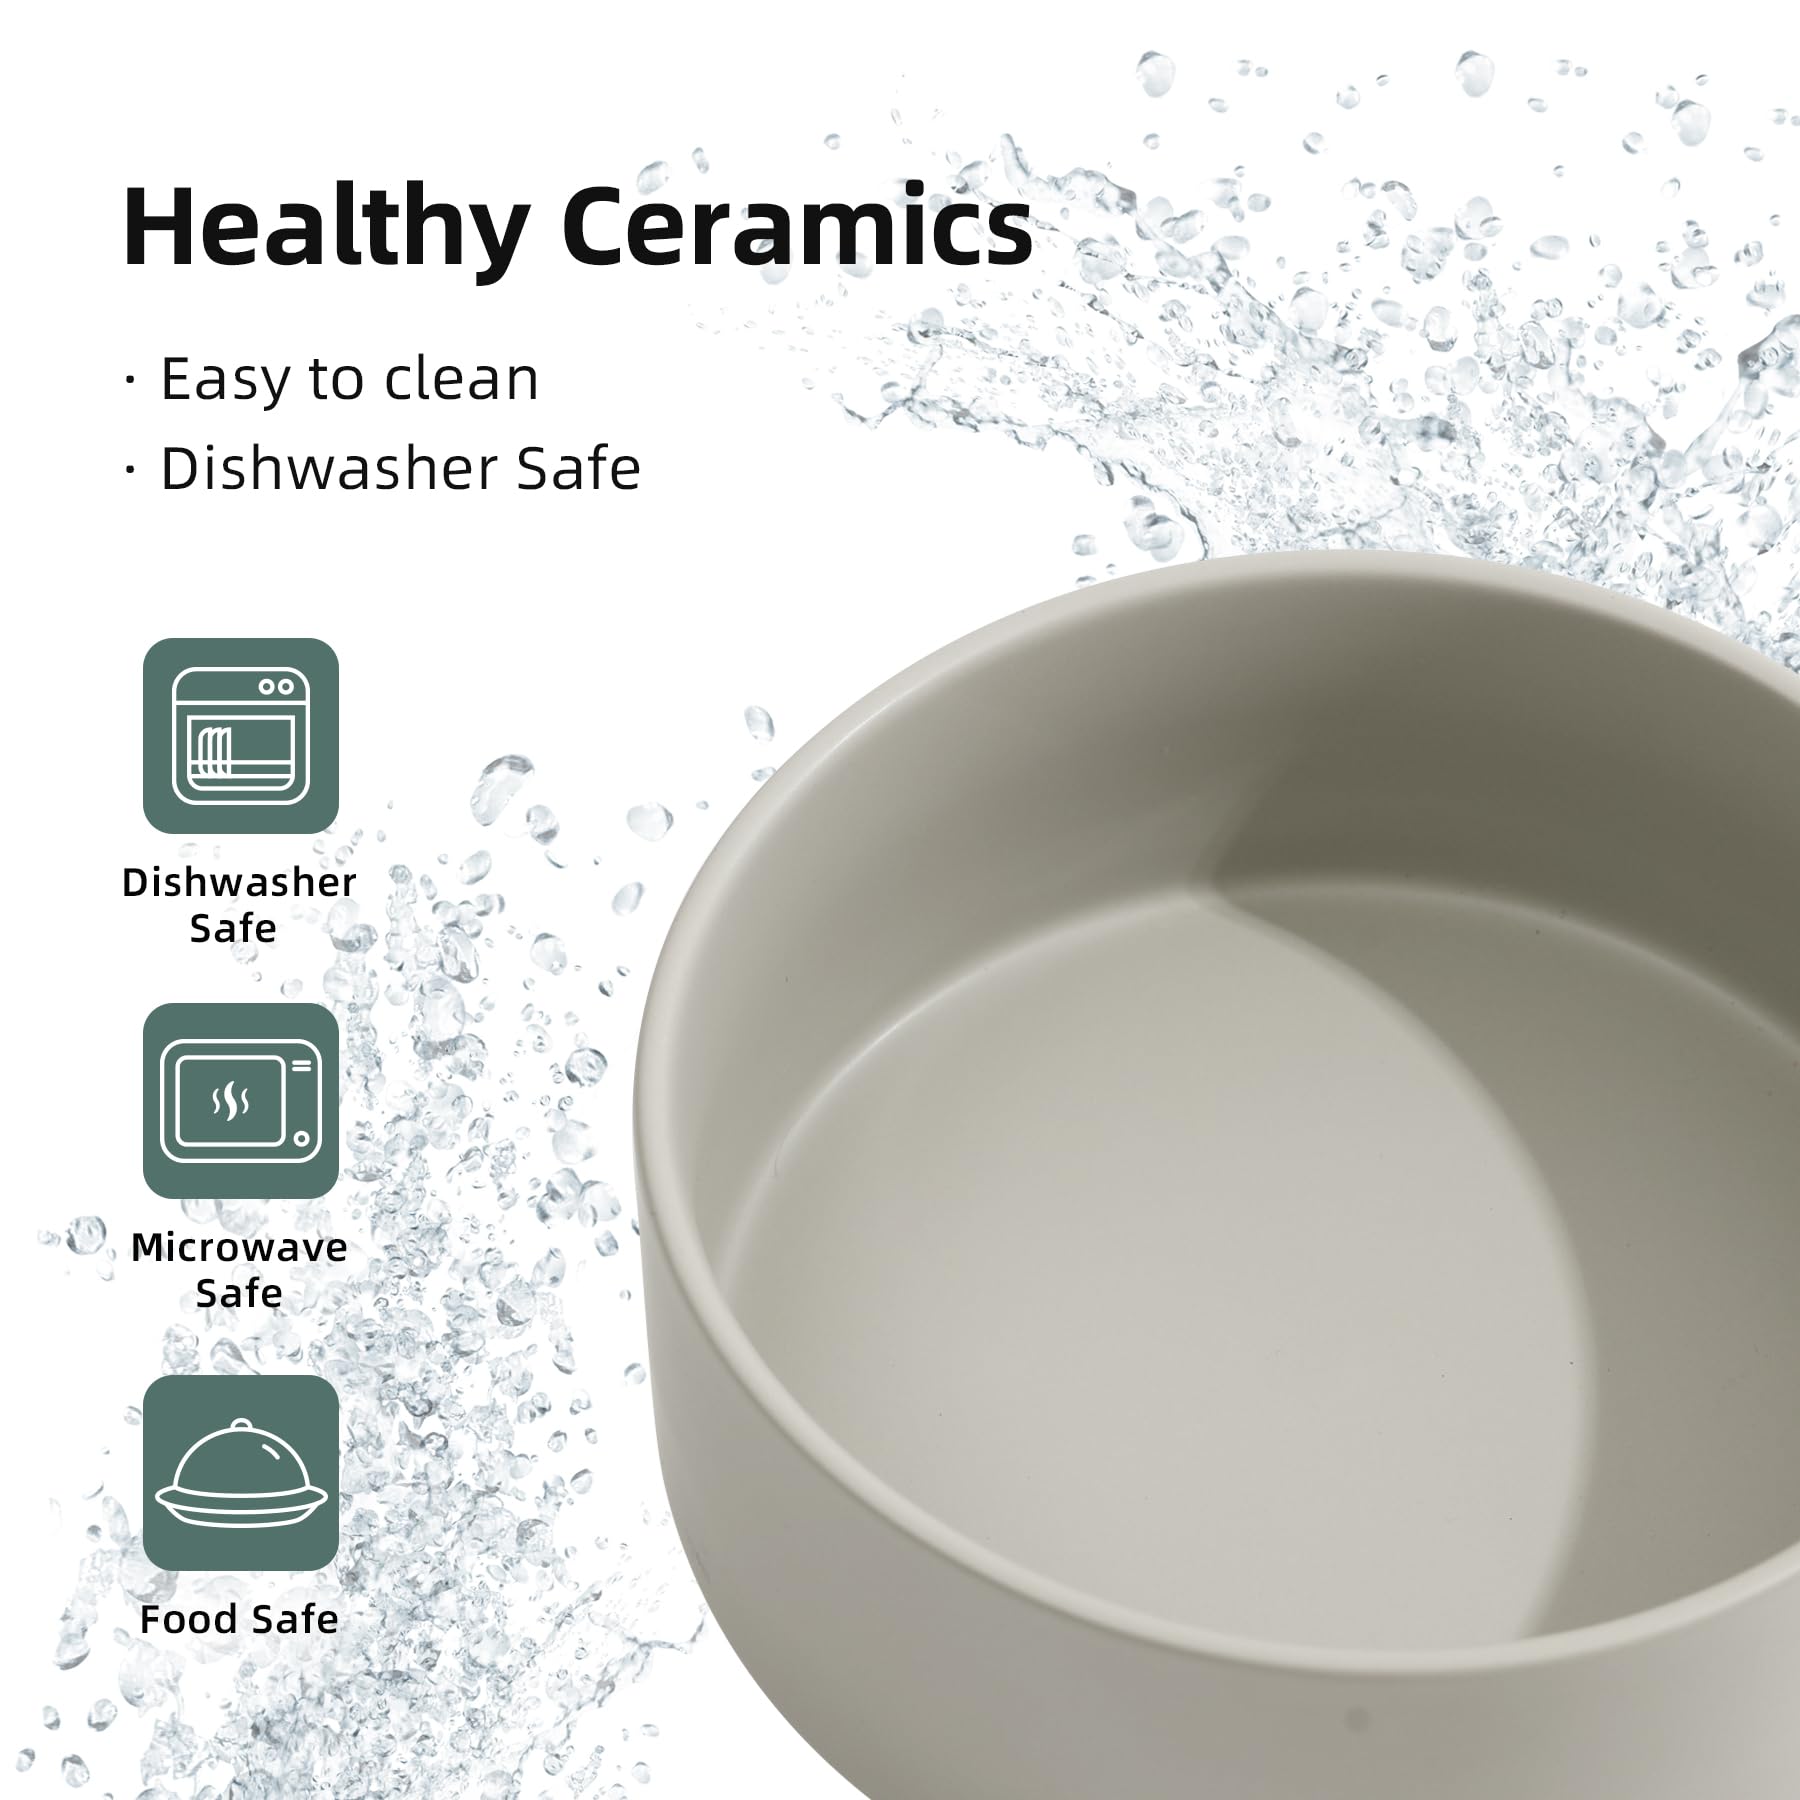 Healthy Ceramics
· Easy to clean
· Dishwasher Safe
Dishwasher
Safe
Microwave
Safe
Food Safe